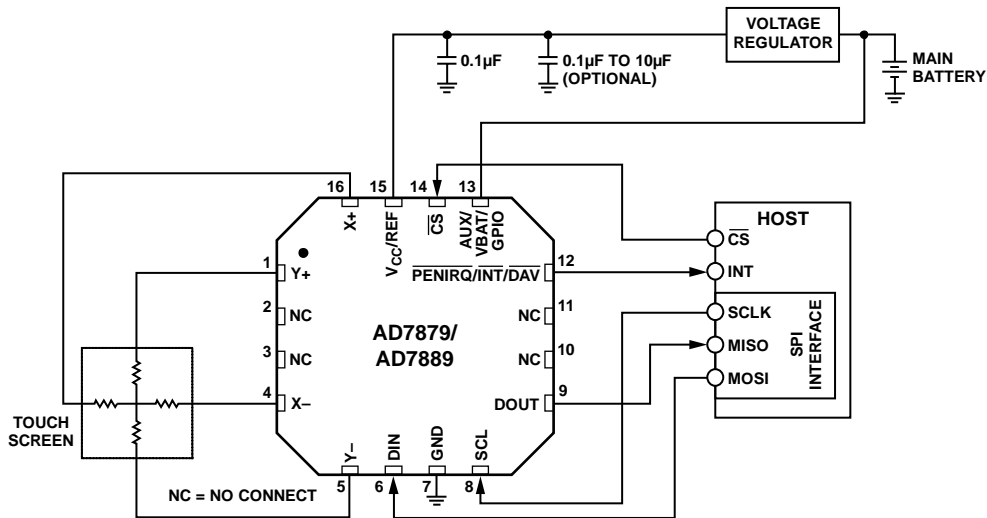 VOLTAGE
REGULATOR
0.1µF
0.1µF TO 10µF
(OPTIONAL)
MAIN
BATTERY
16
15
14
13
X+
VCC/REF
CS
AUX/
VBAT/
GPIO
HOST
CS
INT
SPI
INTERFACE
SCLK
MISO
MOSI
1
Y+
PENIRQ/INT/DAV
12
2
NC
NC
11
AD7879/
AD7889
3
NC
NC
10
4
X–
DOUT
9
TOUCH
SCREEN
Y–
DIN
GND
SCL
5
6
7
8
NC = NO CONNECT